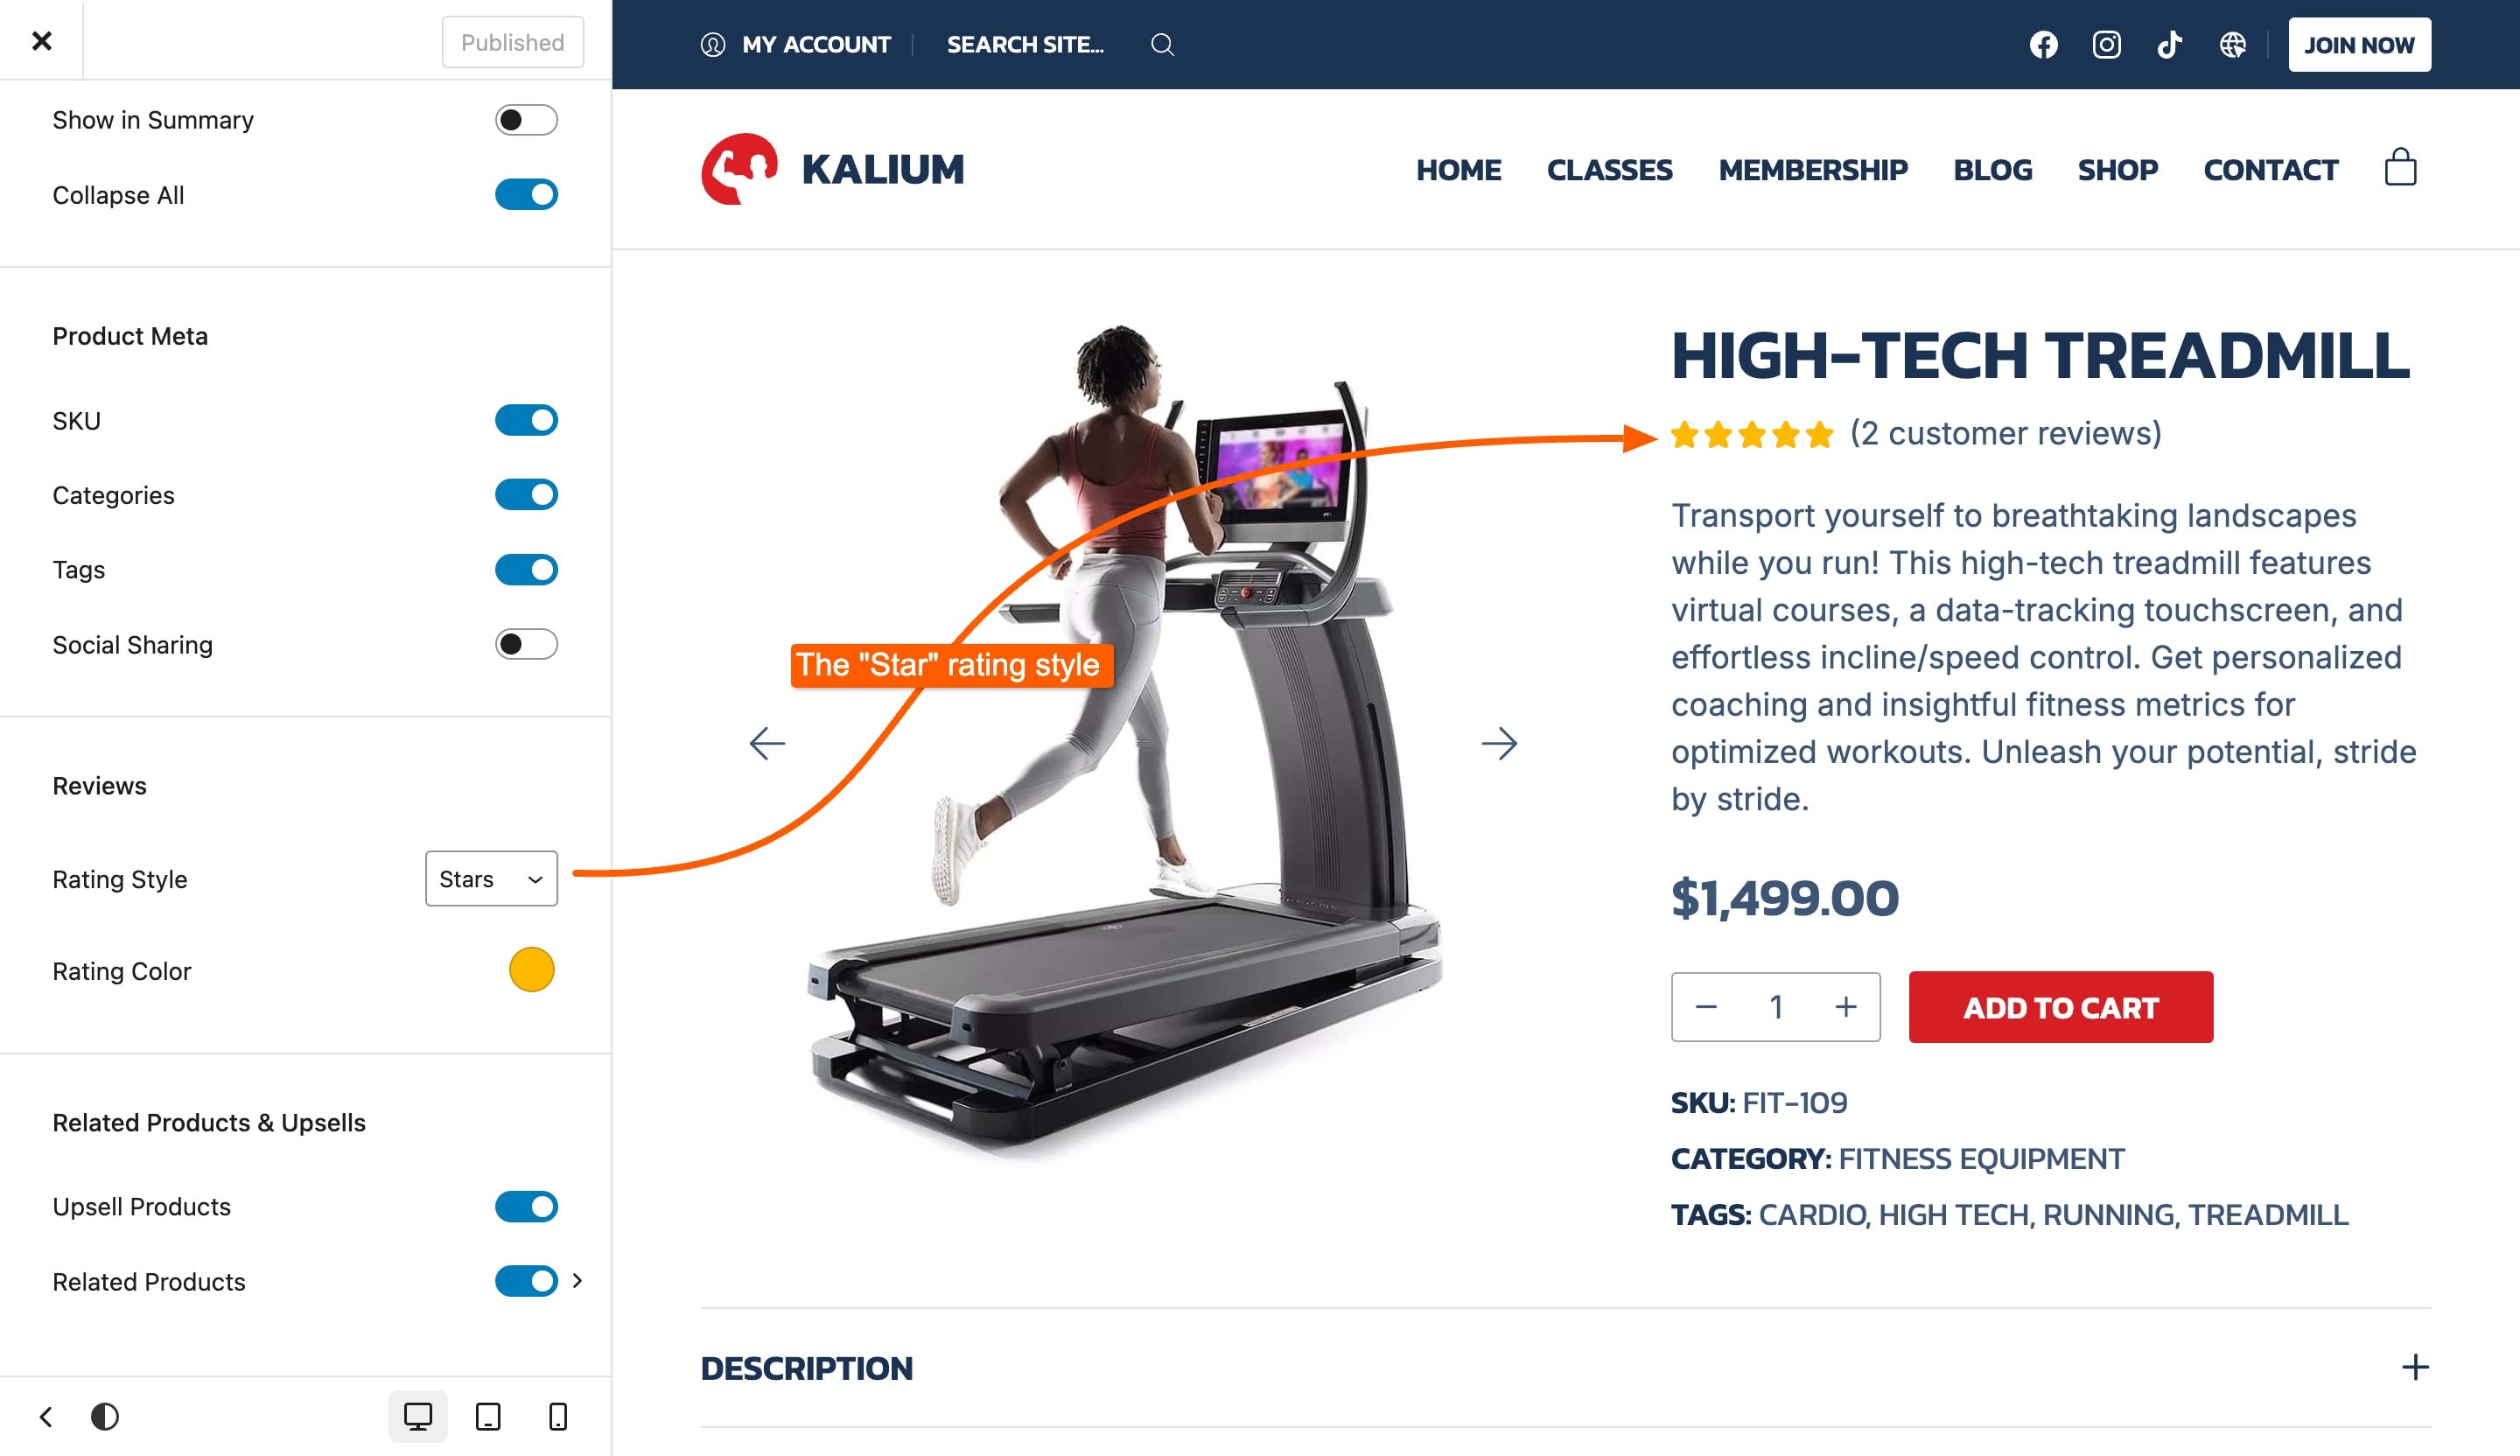 Published
Show in Summary
Collapse All
Product Meta
SKU
Categories
Tags
Social Sharing
Reviews
Rating Style
Stars
Rating Color
Related Products & Upsells
Upsell Products
Related Products
MY ACCOUNT
SEARCH SITE...
JOIN NOW
KALIUM
HOME
CLASSES
MEMBERSHIP
BLOG
SHOP
CONTACT
The "Star" rating style
HIGH-TECH TREADMILL
(2 customer reviews)
Transport yourself to breathtaking landscapes
while you run! This high-tech treadmill features
virtual courses, a data-tracking touchscreen, and
effortless incline/speed control. Get personalized
coaching and insightful fitness metrics for
optimized workouts. Unleash your potential, stride
by stride.
$1,499.00
1
ADD TO CART
SKU: FIT-109
CATEGORY: FITNESS EQUIPMENT
TAGS: CARDIO, HIGH TECH, RUNNING, TREADMILL
DESCRIPTION